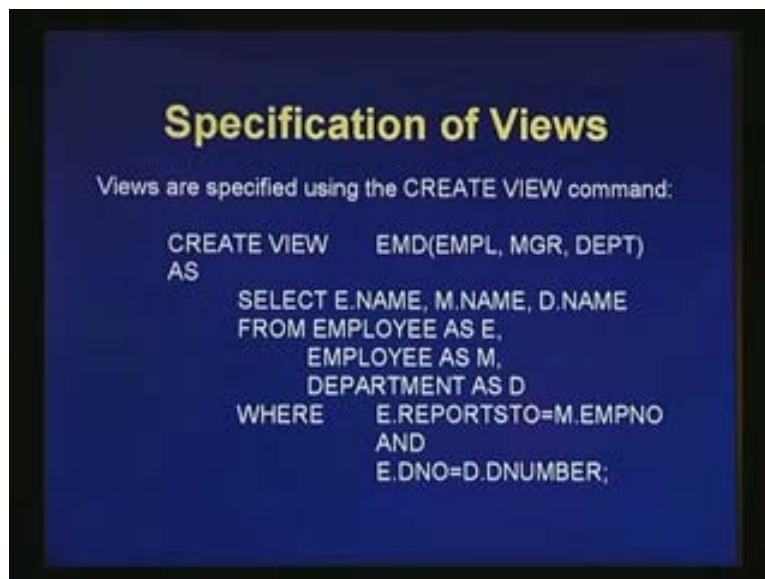 Specification of Views
Views are specified using the CREATE VIEW command:
CREATE VIEW EMD(EMPL, MGR, DEPT)
AS
SELECT E.NAME, M.NAME, D.NAME
FROM EMPLOYEE AS E,
EMPLOYEE AS M,
DEPARTMENT AS D
WHERE E.REPORTSTO=M.EMPNO
AND
E.DNO=D.DNUMBER;